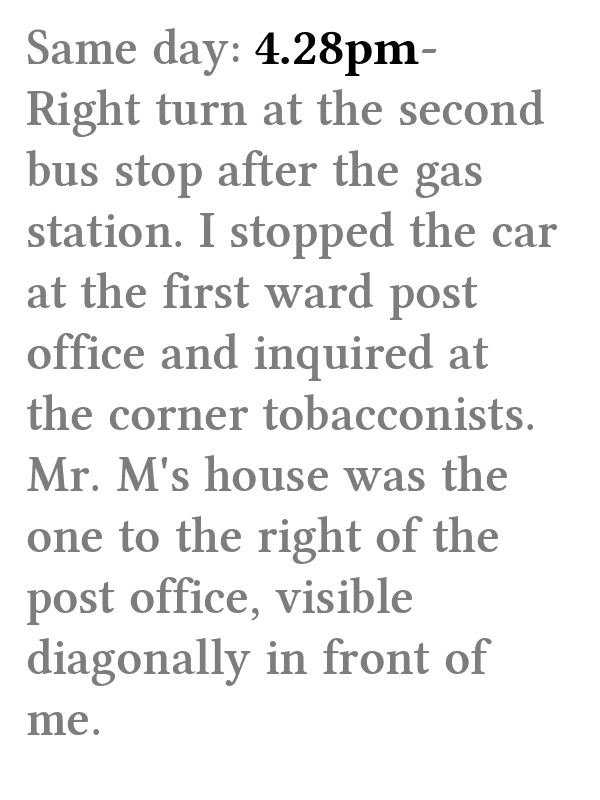 Same day: 4.28pm-
Right turn at the second
bus stop after the gas
station. I stopped the car
at the first ward post
office and inquired at
the corner tobacconists.
Mr. M's house was the
one to the right of the
post office, visible
diagonally in front of
me.